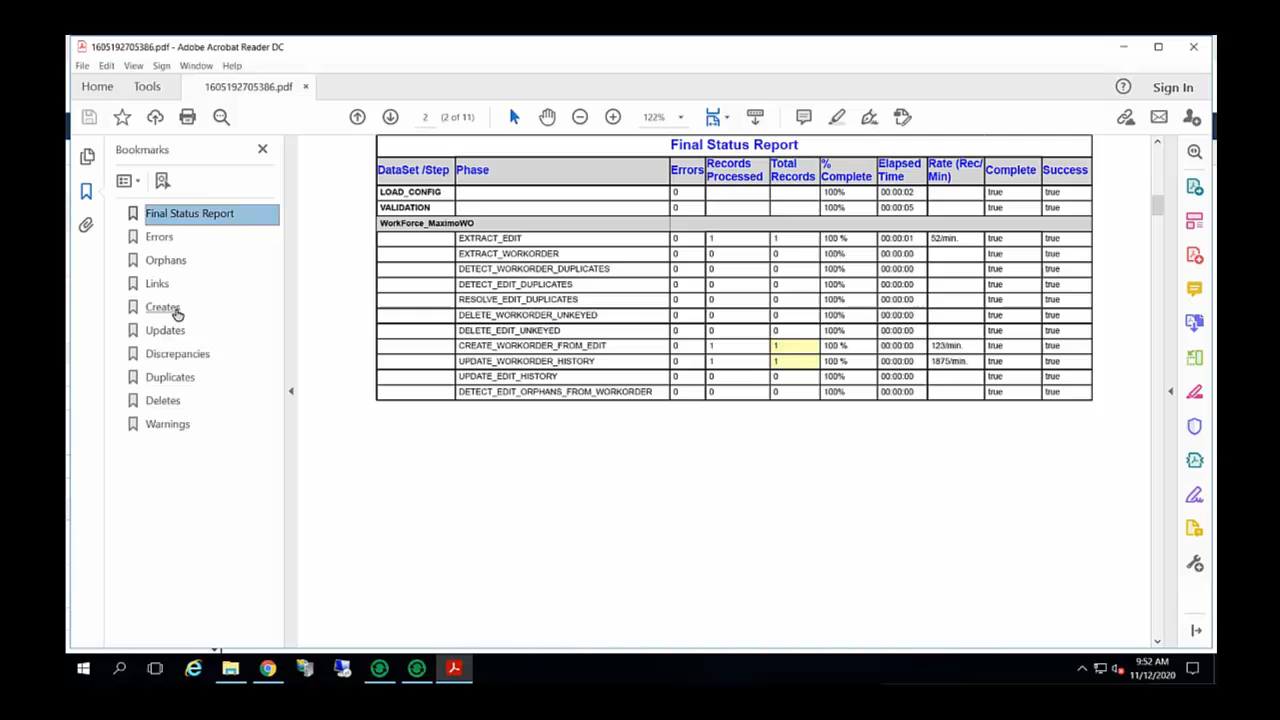 1605192705386.pdf - Adobe Acrobat Reader DC
File Edit View Sign Window Help
Home Tools 1605192705386.pdf × Sign In
2 (2 of 11) 122%
Bookmarks
Final Status Report
Errors
Orphans
Links
Creates
Updates
Discrepancies
Duplicates
Deletes
Warnings
Final Status Report
DataSet /Step Phase Errors Records Processed Total Records % Complete Elapsed Time Rate (Rec/ Min) Complete Success
LOAD_CONFIG 0 100% 00:00:02 true true
VALIDATION 0 100% 00:00:05 true true
WorkForce_MaximoWO
EXTRACT_EDIT 0 1 1 100 % 00:00:01 52/min. true true
EXTRACT_WORKORDER 0 0 0 100% 00:00:00 true true
DETECT_WORKORDER_DUPLICATES 0 0 0 100% 00:00:00 true true
DETECT_EDIT_DUPLICATES 0 0 0 100% 00:00:00 true true
RESOLVE_EDIT_DUPLICATES 0 0 0 100% 00:00:00 true true
DELETE_WORKORDER_UNKEYED 0 0 0 100% 00:00:00 true true
DELETE_EDIT_UNKEYED 0 0 0 100% 00:00:00 true true
CREATE_WORKORDER_FROM_EDIT 0 1 1 100 % 00:00:00 123/min. true true
UPDATE_WORKORDER_HISTORY 0 1 1 100 % 00:00:00 1875/min. true true
UPDATE_EDIT_HISTORY 0 0 0 100% 00:00:00 true true
DETECT_EDIT_ORPHANS_FROM_WORKORDER 0 0 0 100% 00:00:00 true true
9:52 AM
11/12/2020